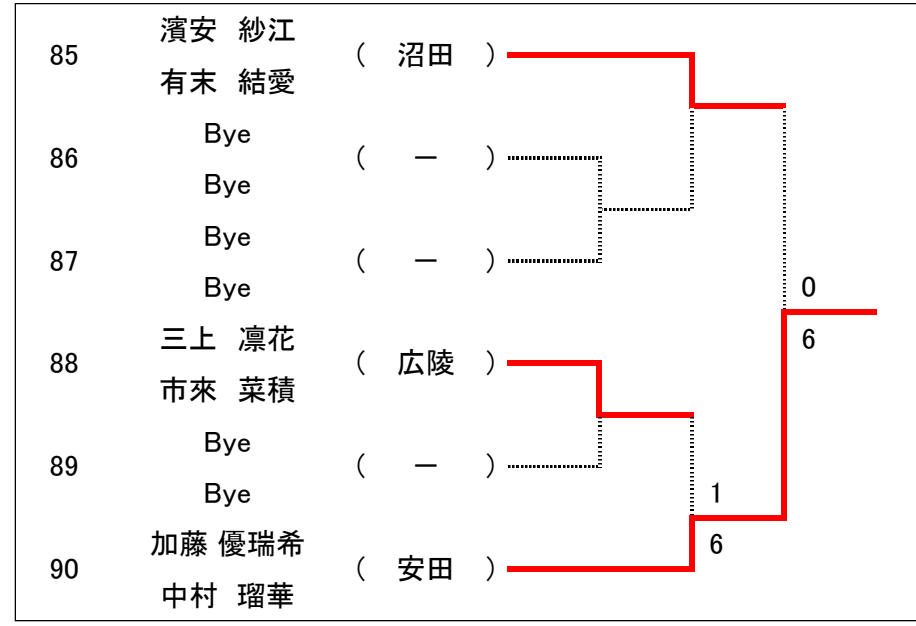 濱安 紗江
85 ( 沼田 )
有末 結愛
Bye
86 ( ー )
Bye
Bye
87 ( ー )
Bye
0
三上 凛花
6
88 ( 広陵 )
市來 菜積
Bye
89 ( ー )
Bye
1
加藤 優瑞希
6
90 ( 安田 )
中村 瑠華